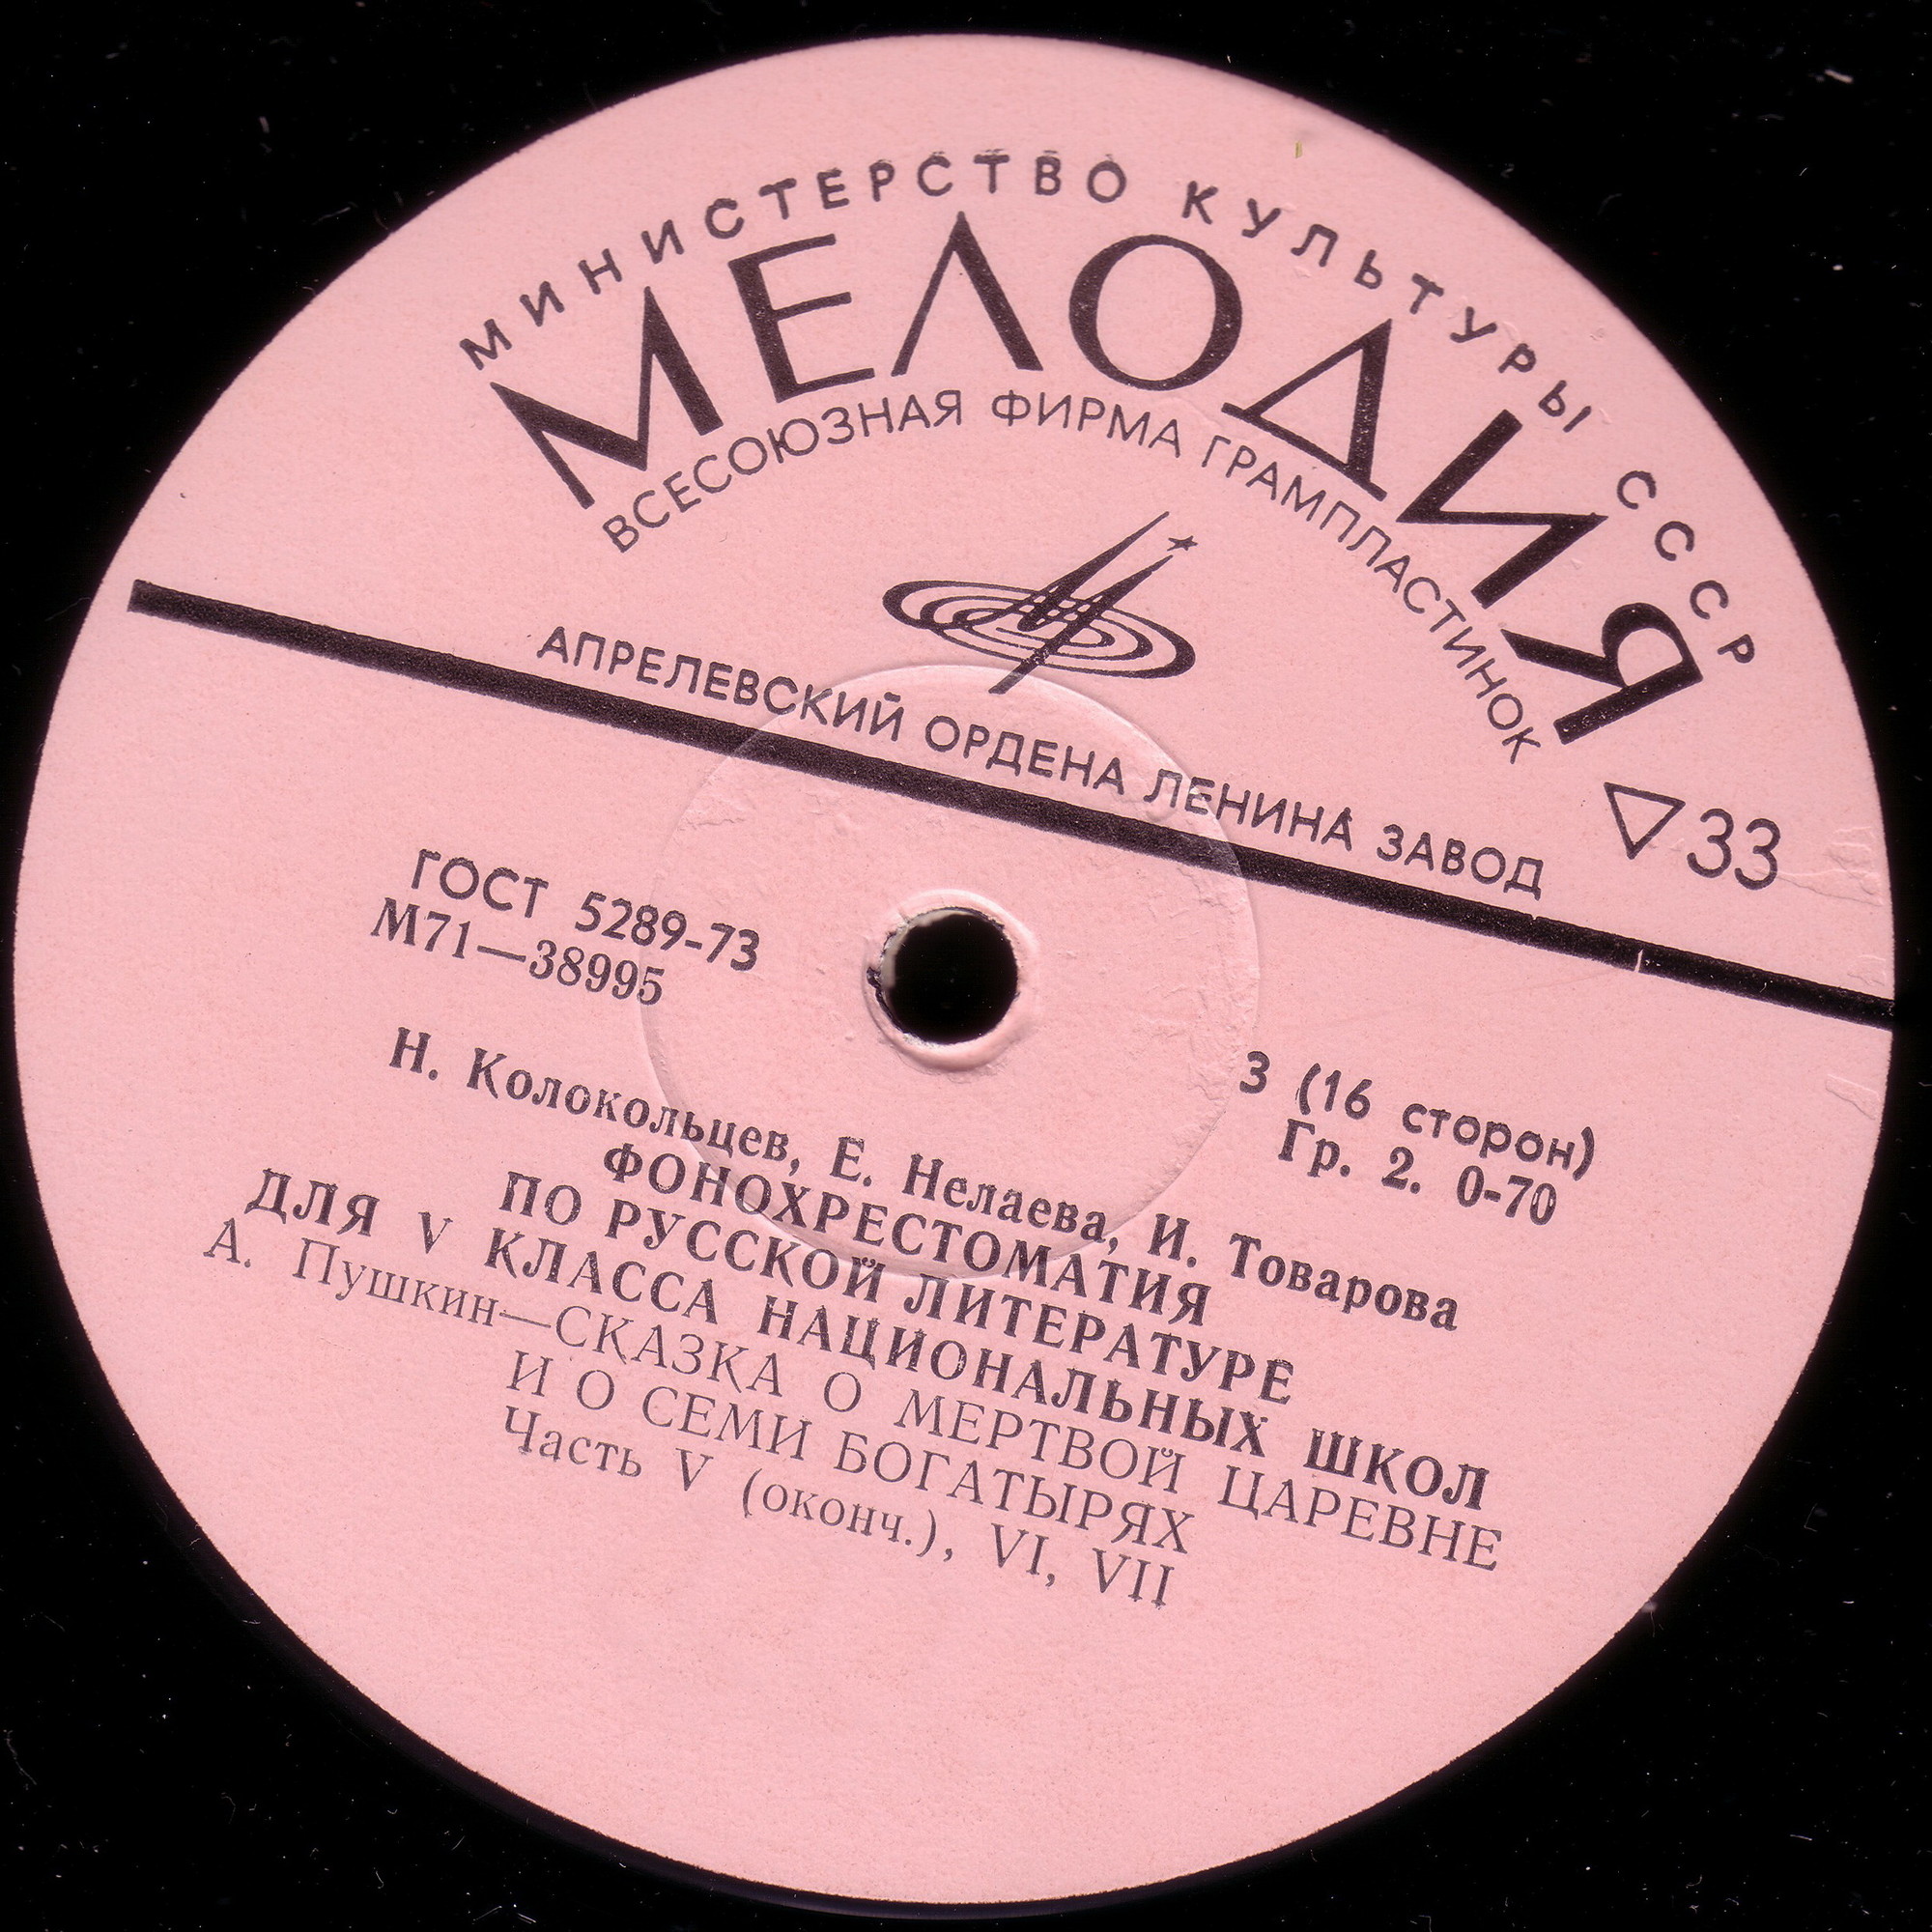 МИНИСТЕРСТВО КУЛЬТУРЫ СССР
МЕЛОДИЯ
ВСЕСОЮЗНАЯ ФИРМА ГРАМПЛАСТИНОК
АПРЕЛЕВСКИЙ ОРДЕНА ЛЕНИНА ЗАВОД
33
ГОСТ 5289-73
М71—38995
3 (16 сторон)
Гр. 2. 0-70
Н. Колокольцев, Е. Нелаева, И. Товарова
ФОНОХРЕСТОМАТИЯ
ПО РУССКОЙ ЛИТЕРАТУРЕ
ДЛЯ V КЛАССА НАЦИОНАЛЬНЫХ ШКОЛ
А. Пушкин—СКАЗКА О МЕРТВОЙ ЦАРЕВНЕ
И О СЕМИ БОГАТЫРЯХ
Часть V (оконч.), VI, VII